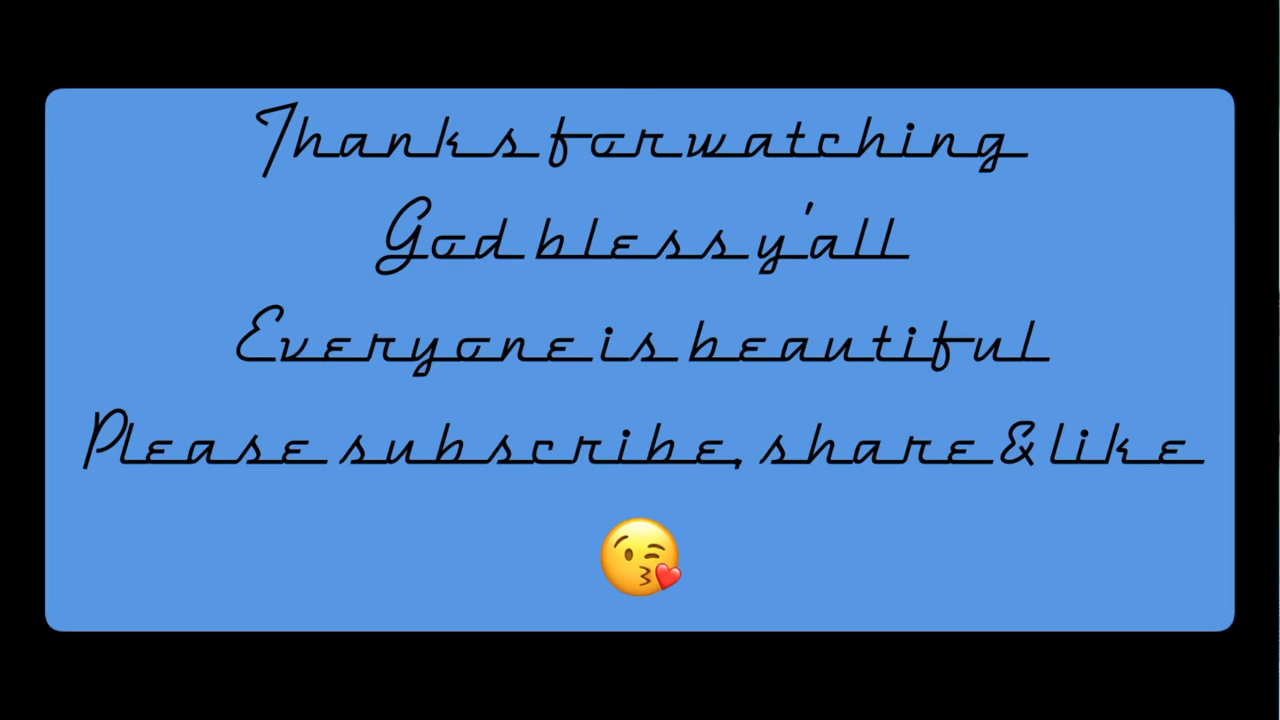 Thanks for watching
God bless y'all
Everyone is beautiful
Please subscribe, share & like
😘